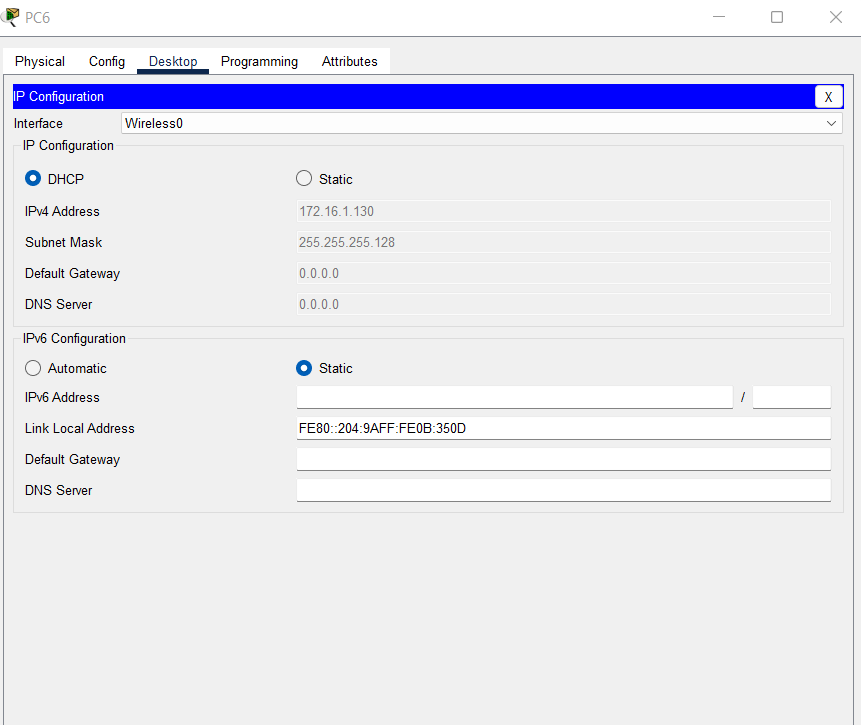 PC6
Physical Config Desktop Programming Attributes
IP Configuration X
Interface Wireless0
IP Configuration
DHCP Static
IPv4 Address 172.16.1.130
Subnet Mask 255.255.255.128
Default Gateway 0.0.0.0
DNS Server 0.0.0.0
IPv6 Configuration
Automatic Static
IPv6 Address /
Link Local Address FE80::204:9AFF:FE0B:350D
Default Gateway
DNS Server